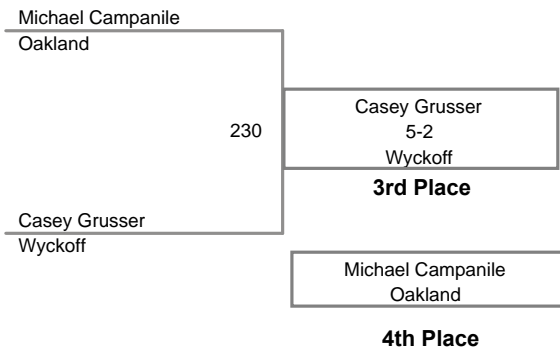 Michael Campanile
Oakland
230
Casey Grusser
5-2
Wyckoff
3rd Place
Casey Grusser
Wyckoff
Michael Campanile
Oakland
4th Place